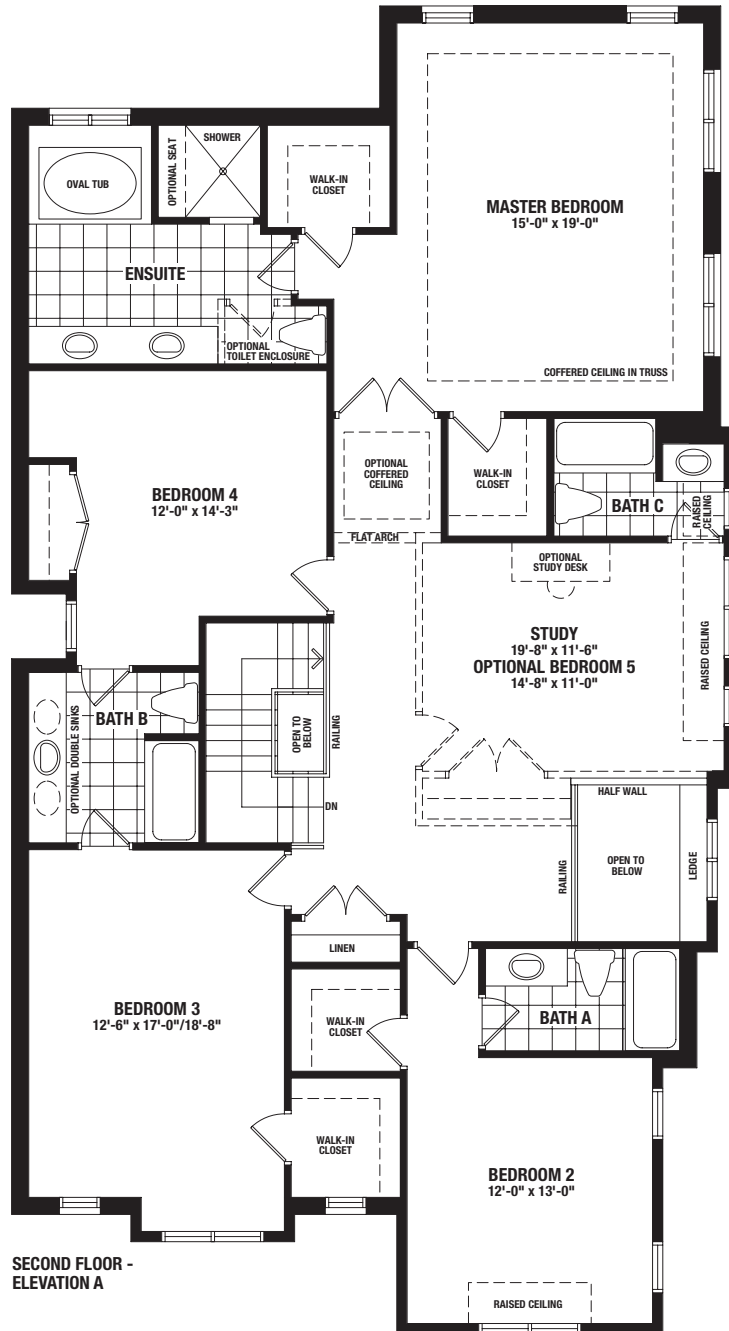 OVAL TUB
OPTIONAL SEAT
SHOWER
WALK-IN
CLOSET
MASTER BEDROOM
15'-0" x 19'-0"
COFFERED CEILING IN TRUSS
ENSUITE
OPTIONAL
TOILET ENCLOSURE
BEDROOM 4
12'-0" x 14'-3"
OPTIONAL
COFFERED
CEILING
FLAT ARCH
WALK-IN
CLOSET
BATH C
RAISED
CEILING
OPTIONAL
STUDY DESK
STUDY
19'-8" x 11'-6"
OPTIONAL BEDROOM 5
14'-8" x 11'-0"
RAISED CEILING
BATH B
OPTIONAL DOUBLE SINKS
OPEN TO
BELOW
RAILING
DN
HALF WALL
RAILING
OPEN TO
BELOW
LEDGE
LINEN
BEDROOM 3
12'-6" x 17'-0"/18'-8"
WALK-IN
CLOSET
WALK-IN
CLOSET
BATH A
BEDROOM 2
12'-0" x 13'-0"
RAISED CEILING
SECOND FLOOR -
ELEVATION A